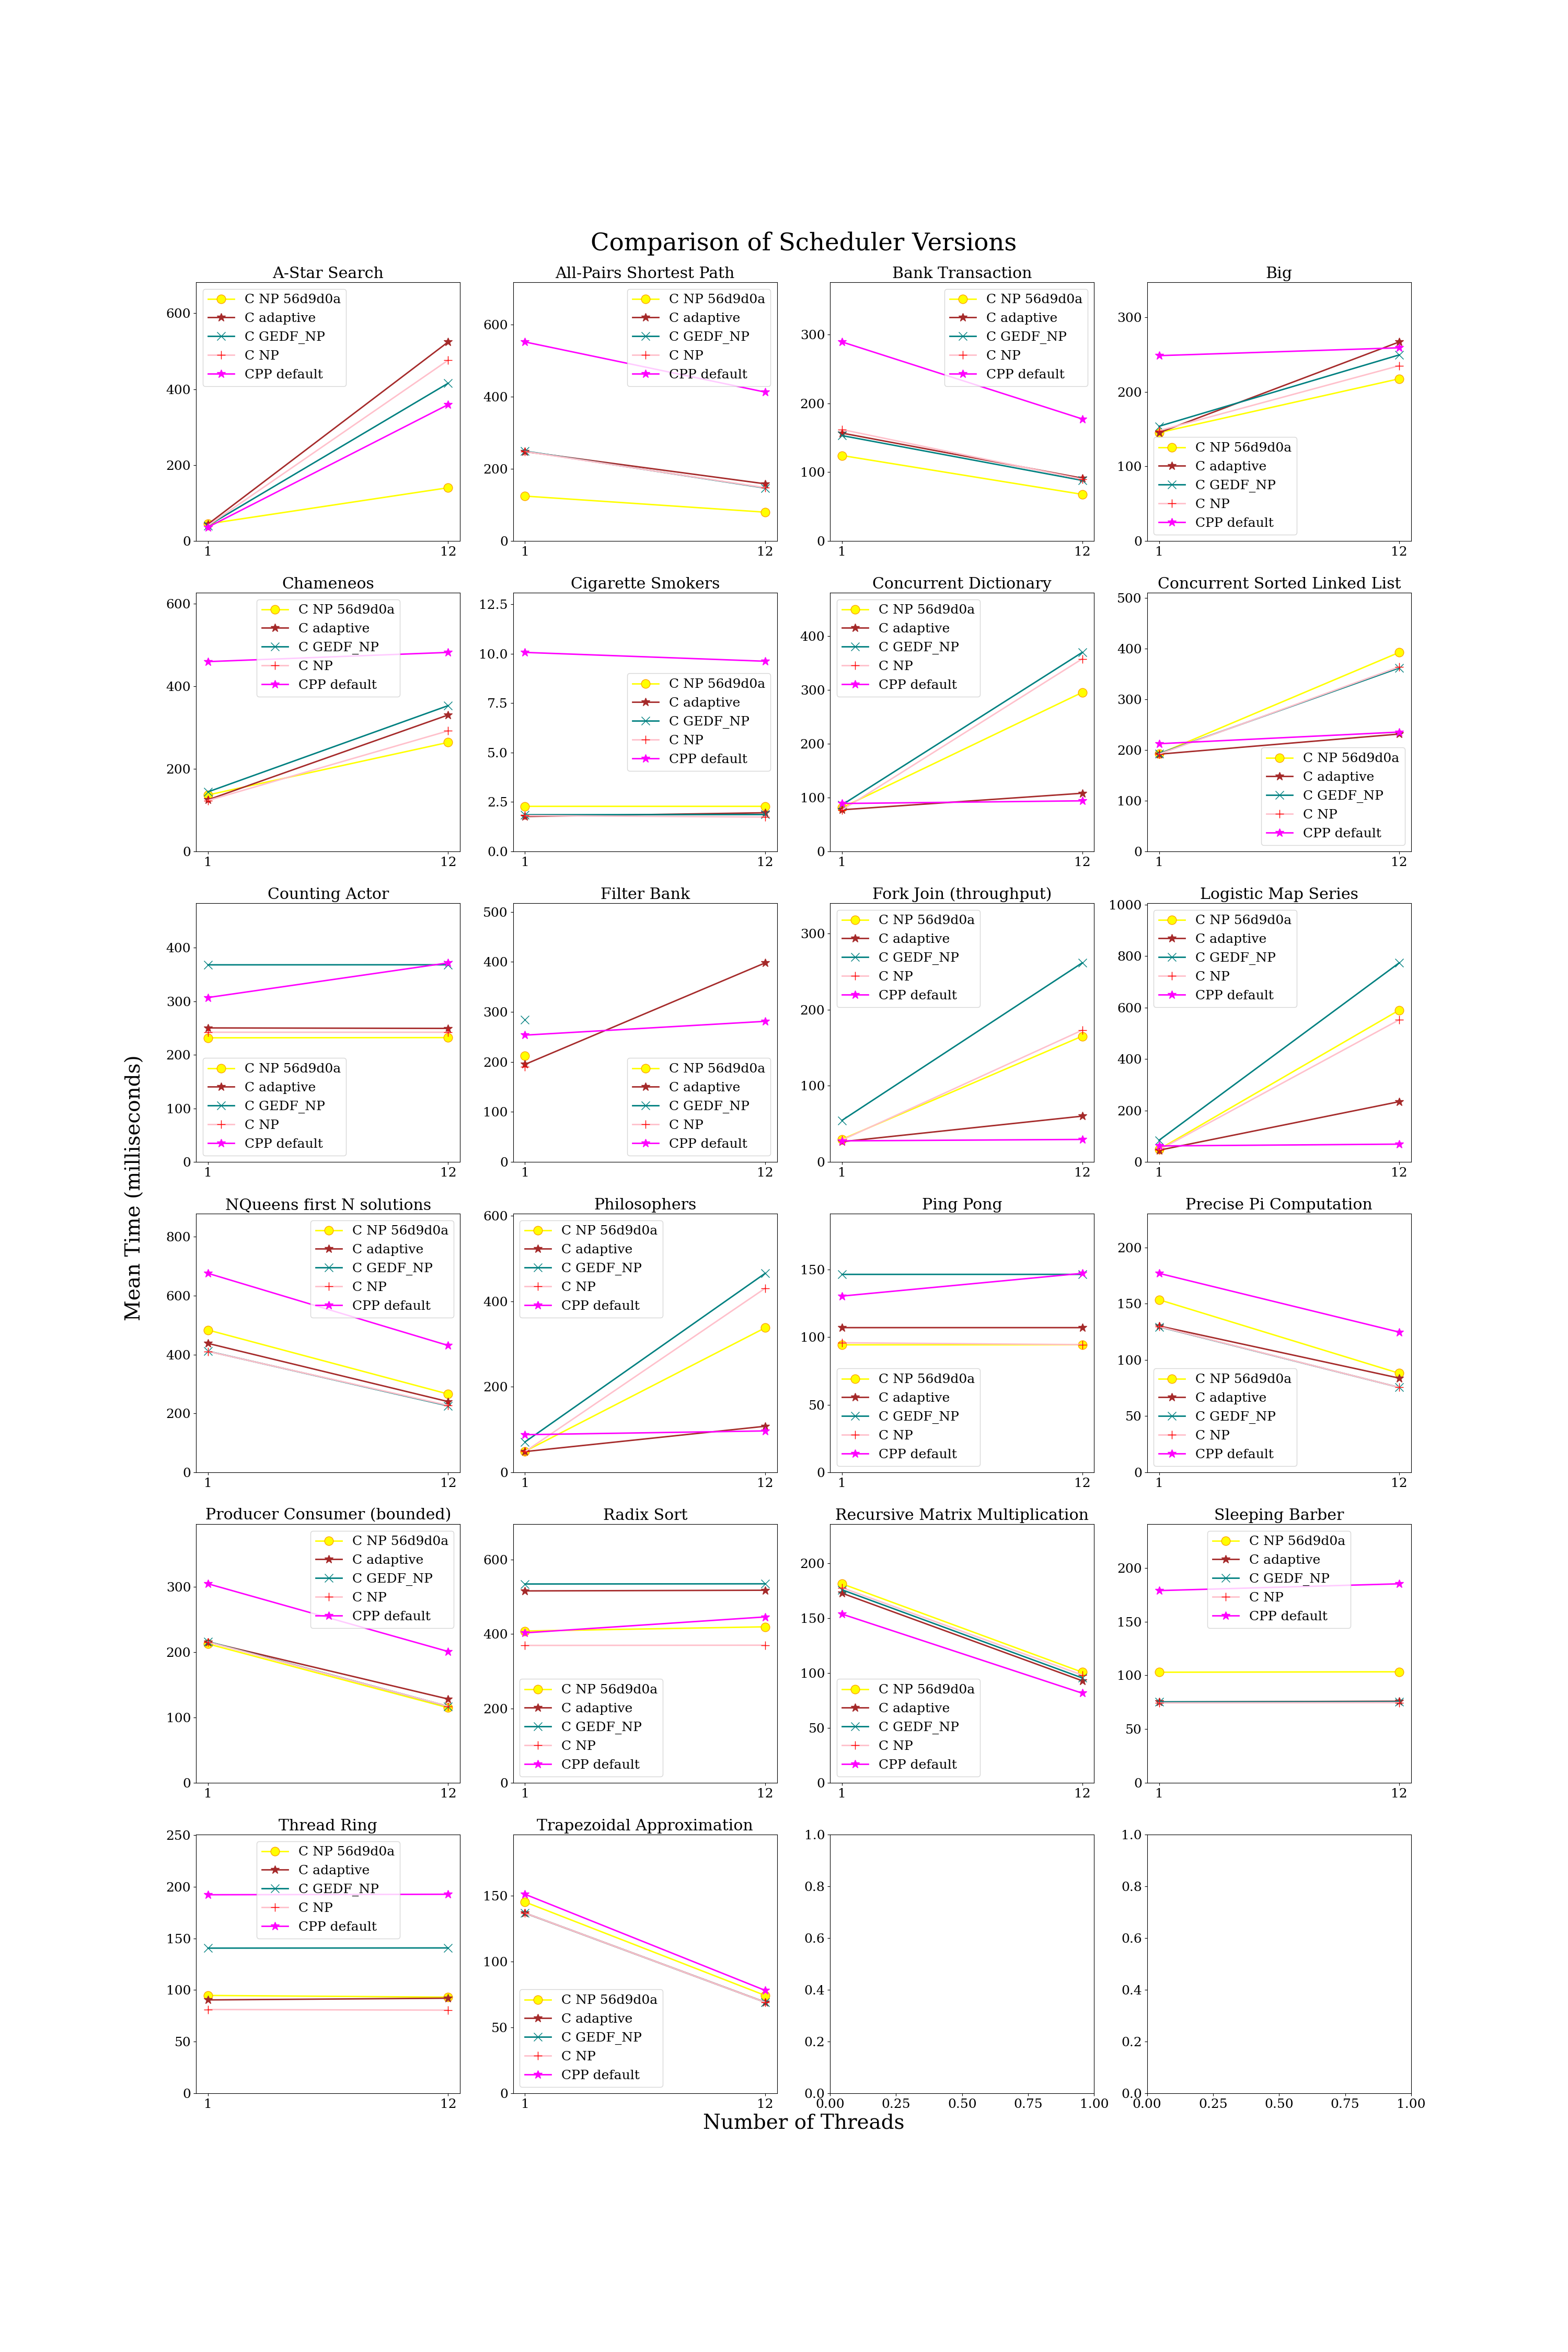 Comparison of Scheduler Versions
Mean Time (milliseconds)
A-Star Search
600
400
200
0
1
12
C NP 56d9d0a
C adaptive
C GEDF_NP
C NP
CPP default
All-Pairs Shortest Path
600
400
200
0
1
12
C NP 56d9d0a
C adaptive
C GEDF_NP
C NP
CPP default
Bank Transaction
300
200
100
0
1
12
C NP 56d9d0a
C adaptive
C GEDF_NP
C NP
CPP default
Big
300
200
100
0
1
12
C NP 56d9d0a
C adaptive
C GEDF_NP
C NP
CPP default
Chameneos
600
400
200
0
1
12
C NP 56d9d0a
C adaptive
C GEDF_NP
C NP
CPP default
Cigarette Smokers
12.5
10.0
7.5
5.0
2.5
0.0
1
12
C NP 56d9d0a
C adaptive
C GEDF_NP
C NP
CPP default
Concurrent Dictionary
400
300
200
100
0
1
12
C NP 56d9d0a
C adaptive
C GEDF_NP
C NP
CPP default
Concurrent Sorted Linked List
500
400
300
200
100
0
1
12
C NP 56d9d0a
C adaptive
C GEDF_NP
C NP
CPP default
Counting Actor
400
300
200
100
0
1
12
C NP 56d9d0a
C adaptive
C GEDF_NP
C NP
CPP default
Filter Bank
500
400
300
200
100
0
1
12
C NP 56d9d0a
C adaptive
C GEDF_NP
C NP
CPP default
Fork Join (throughput)
300
200
100
0
1
12
C NP 56d9d0a
C adaptive
C GEDF_NP
C NP
CPP default
Logistic Map Series
1000
800
600
400
200
0
1
12
C NP 56d9d0a
C adaptive
C GEDF_NP
C NP
CPP default
NQueens first N solutions
800
600
400
200
0
1
12
C NP 56d9d0a
C adaptive
C GEDF_NP
C NP
CPP default
Philosophers
600
400
200
0
1
12
C NP 56d9d0a
C adaptive
C GEDF_NP
C NP
CPP default
Ping Pong
150
100
50
0
1
12
C NP 56d9d0a
C adaptive
C GEDF_NP
C NP
CPP default
Precise Pi Computation
200
150
100
50
0
1
12
C NP 56d9d0a
C adaptive
C GEDF_NP
C NP
CPP default
Producer Consumer (bounded)
300
200
100
0
1
12
C NP 56d9d0a
C adaptive
C GEDF_NP
C NP
CPP default
Radix Sort
600
400
200
0
1
12
C NP 56d9d0a
C adaptive
C GEDF_NP
C NP
CPP default
Recursive Matrix Multiplication
200
150
100
50
0
1
12
C NP 56d9d0a
C adaptive
C GEDF_NP
C NP
CPP default
Sleeping Barber
200
150
100
50
0
1
12
C NP 56d9d0a
C adaptive
C GEDF_NP
C NP
CPP default
Thread Ring
250
200
150
100
50
0
1
12
C NP 56d9d0a
C adaptive
C GEDF_NP
C NP
CPP default
Trapezoidal Approximation
150
100
50
0
1
12
C NP 56d9d0a
C adaptive
C GEDF_NP
C NP
CPP default
1.0
0.8
0.6
0.4
0.2
0.0
0.00 0.25 0.50 0.75 1.00
1.0
0.8
0.6
0.4
0.2
0.0
0.00 0.25 0.50 0.75 1.00
Number of Threads